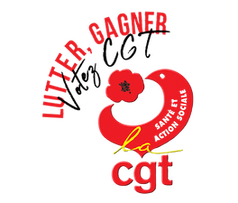 LUTTER, GAGNER
Votez CGT
SANTÉ ET
ACTION SOCIALE
la
cgt